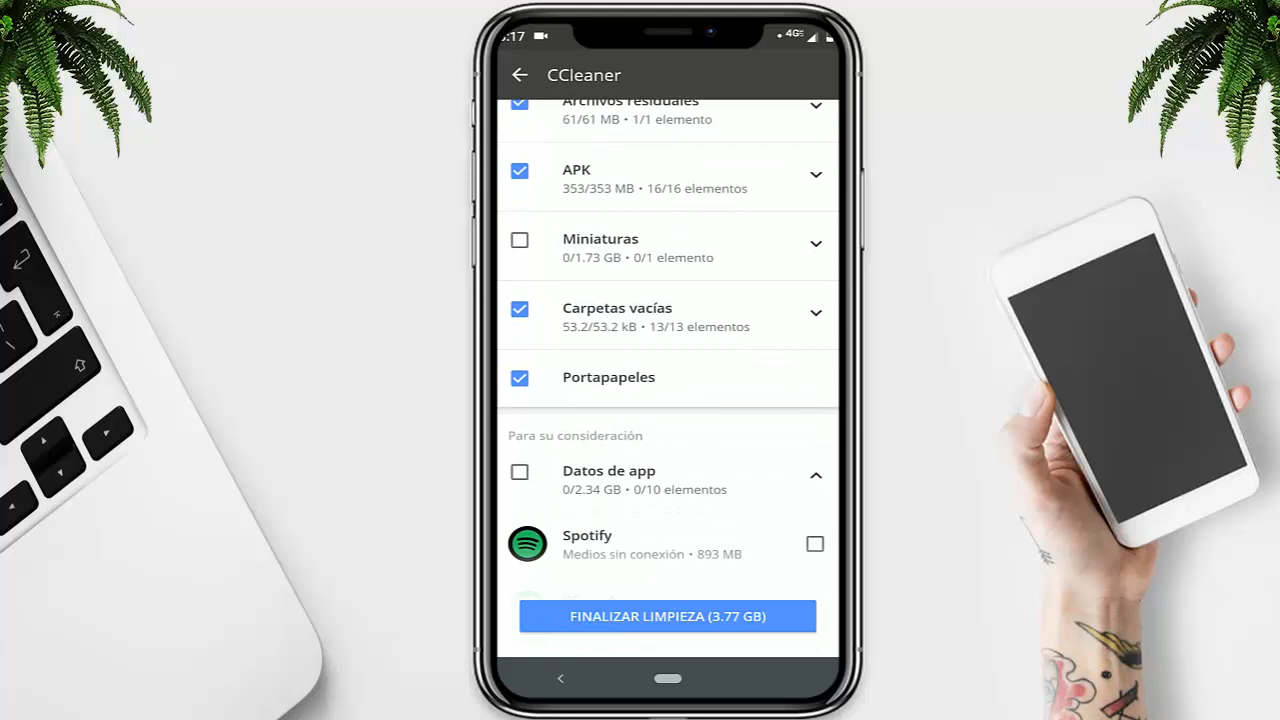 :17
4G
CCleaner
Archivos residuales
61/61 MB • 1/1 elemento
APK
353/353 MB • 16/16 elementos
Miniaturas
0/1.73 GB • 0/1 elemento
Carpetas vacías
53.2/53.2 kB • 13/13 elementos
Portapapeles
Para su consideración
Datos de app
0/2.34 GB • 0/10 elementos
Spotify
Medios sin conexión • 893 MB
FINALIZAR LIMPIEZA (3.77 GB)